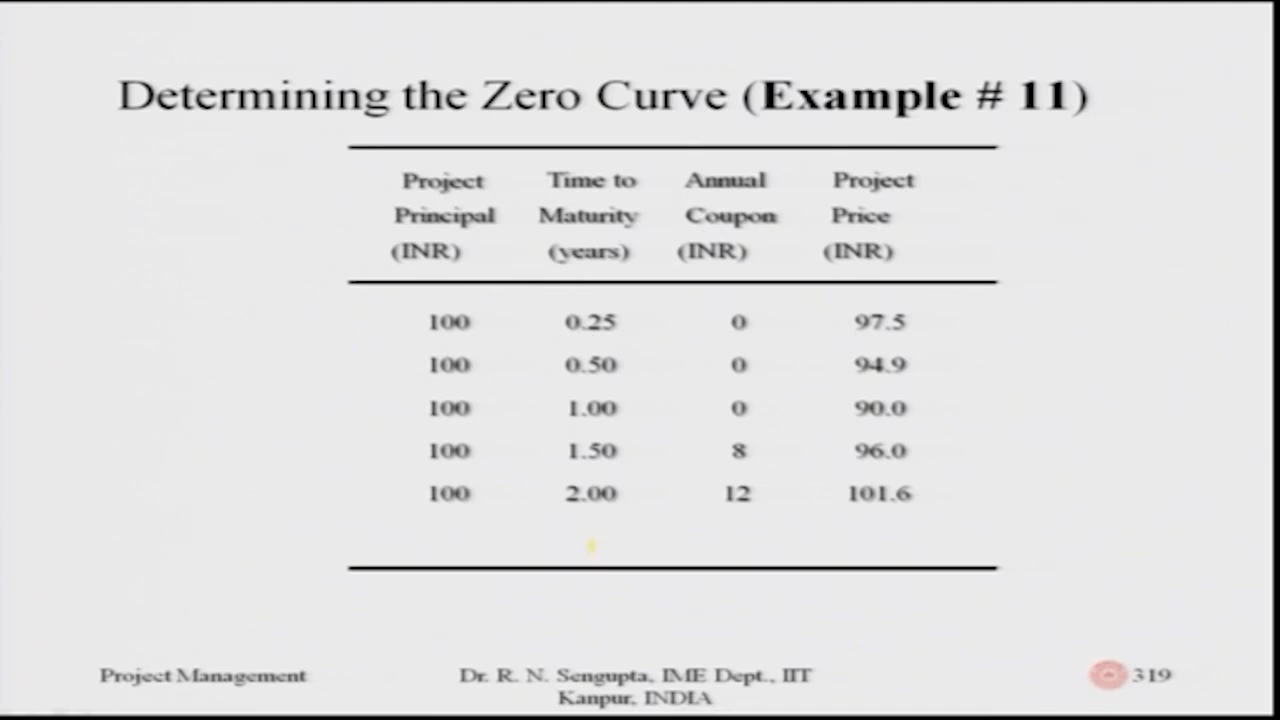 Determining the Zero Curve (Example # 11)
Project Time to Annual Project
Principal Maturity Coupon Price
(INR) (years) (INR) (INR)
100 0.25 0 97.5
100 0.50 0 94.9
100 1.00 0 90.0
100 1.50 8 96.0
100 2.00 12 101.6
Project Management Dr. R. N. Sengupta, IME Dept., IIT 319
Kanpur, INDIA